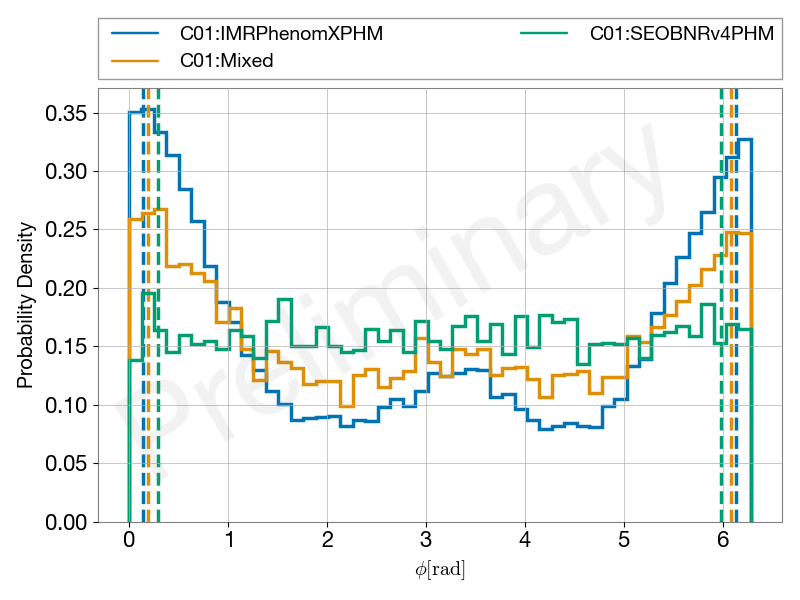 C01:IMRPhenomXPHM
C01:Mixed
C01:SEOBNRv4PHM
0.35
0.30
0.25
0.20
0.15
0.10
0.05
0.00
Probability Density
Preliminary
0 1 2 3 4 5 6
ϕ[rad]